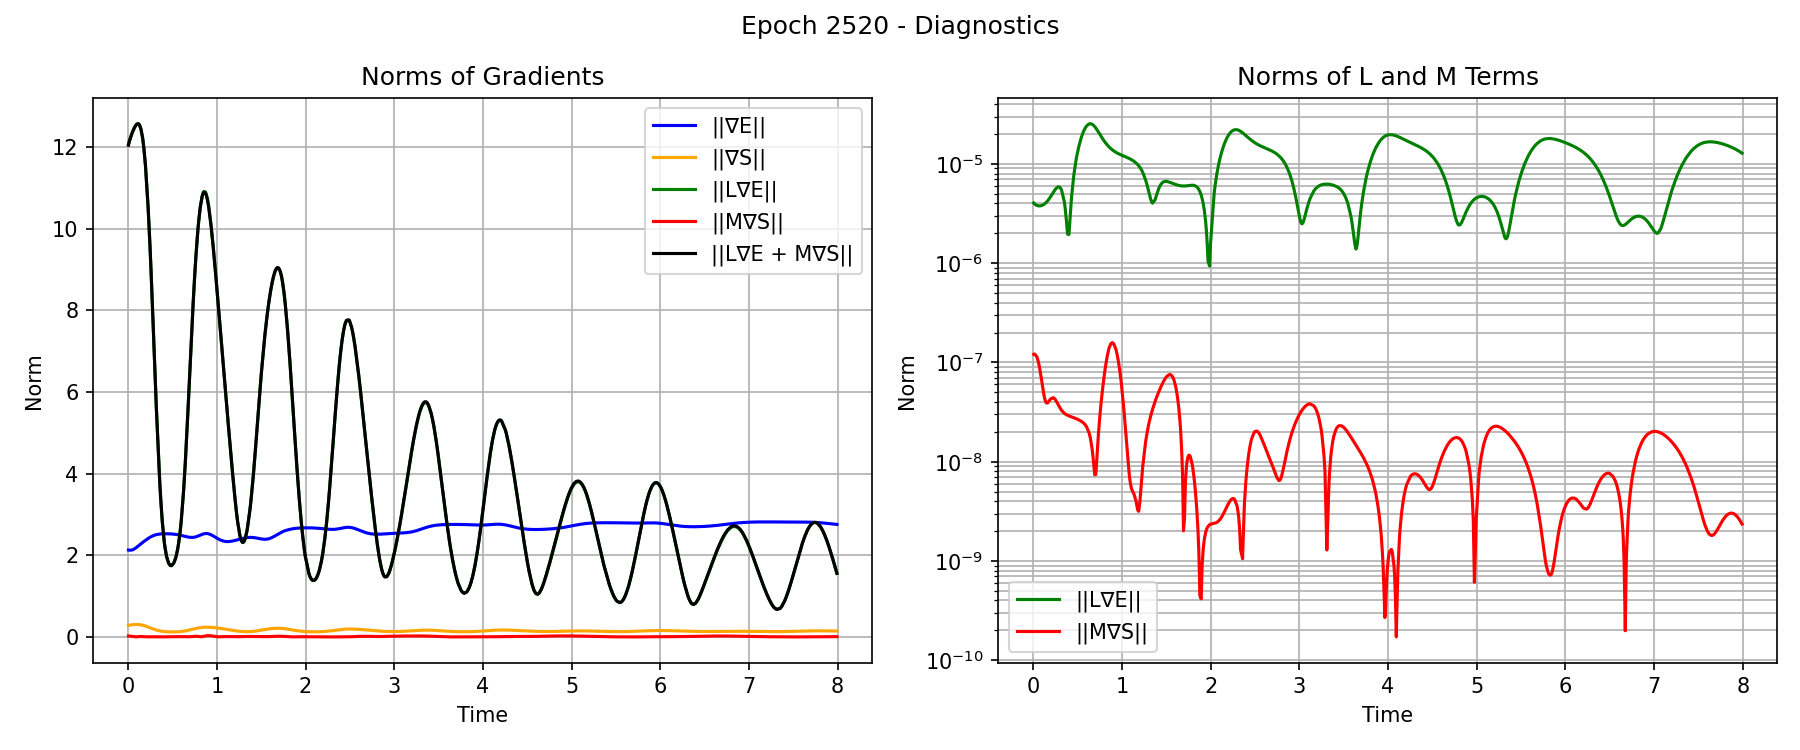 Epoch 2520 - Diagnostics
Norms of Gradients
Norm
12
10
8
6
4
2
0
0 1 2 3 4 5 6 7 8
Time
||∇E||
||∇S||
||L∇E||
||M∇S||
||L∇E + M∇S||
Norms of L and M Terms
Norm
10⁻⁵
10⁻⁶
10⁻⁷
10⁻⁸
10⁻⁹
10⁻¹⁰
0 1 2 3 4 5 6 7 8
Time
||L∇E||
||M∇S||